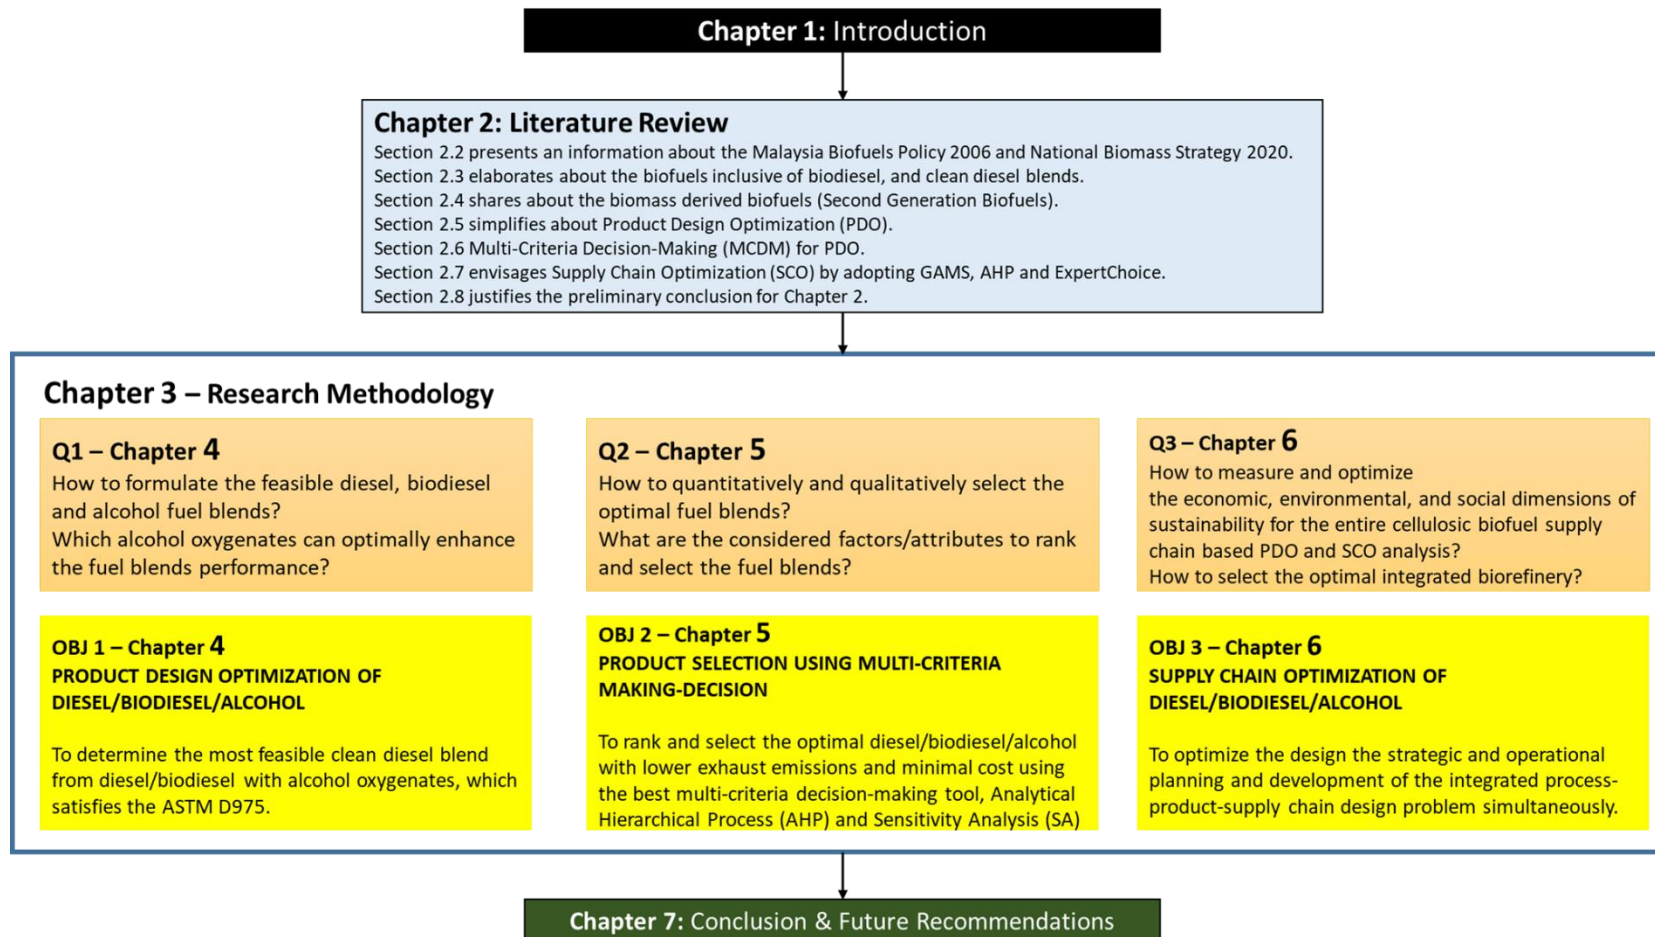 Chapter 1: Introduction
Chapter 2: Literature Review
Section 2.2 presents an information about the Malaysia Biofuels Policy 2006 and National Biomass Strategy 2020.
Section 2.3 elaborates about the biofuels inclusive of biodiesel, and clean diesel blends.
Section 2.4 shares about the biomass derived biofuels (Second Generation Biofuels).
Section 2.5 simplifies about Product Design Optimization (PDO).
Section 2.6 Multi-Criteria Decision-Making (MCDM) for PDO.
Section 2.7 envisages Supply Chain Optimization (SCO) by adopting GAMS, AHP and ExpertChoice.
Section 2.8 justifies the preliminary conclusion for Chapter 2.
Chapter 3 – Research Methodology
Q1 – Chapter 4
How to formulate the feasible diesel, biodiesel
and alcohol fuel blends?
Which alcohol oxygenates can optimally enhance
the fuel blends performance?
Q2 – Chapter 5
How to quantitatively and qualitatively select the
optimal fuel blends?
What are the considered factors/attributes to rank
and select the fuel blends?
Q3 – Chapter 6
How to measure and optimize
the economic, environmental, and social dimensions of
sustainability for the entire cellulosic biofuel supply
chain based PDO and SCO analysis?
How to select the optimal integrated biorefinery?
OBJ 1 – Chapter 4
PRODUCT DESIGN OPTIMIZATION OF
DIESEL/BIODIESEL/ALCOHOL
To determine the most feasible clean diesel blend
from diesel/biodiesel with alcohol oxygenates, which
satisfies the ASTM D975.
OBJ 2 – Chapter 5
PRODUCT SELECTION USING MULTI-CRITERIA
MAKING-DECISION
To rank and select the optimal diesel/biodiesel/alcohol
with lower exhaust emissions and minimal cost using
the best multi-criteria decision-making tool, Analytical
Hierarchical Process (AHP) and Sensitivity Analysis (SA)
OBJ 3 – Chapter 6
SUPPLY CHAIN OPTIMIZATION OF
DIESEL/BIODIESEL/ALCOHOL
To optimize the design the strategic and operational
planning and development of the integrated process-
product-supply chain design problem simultaneously.
Chapter 7: Conclusion & Future Recommendations